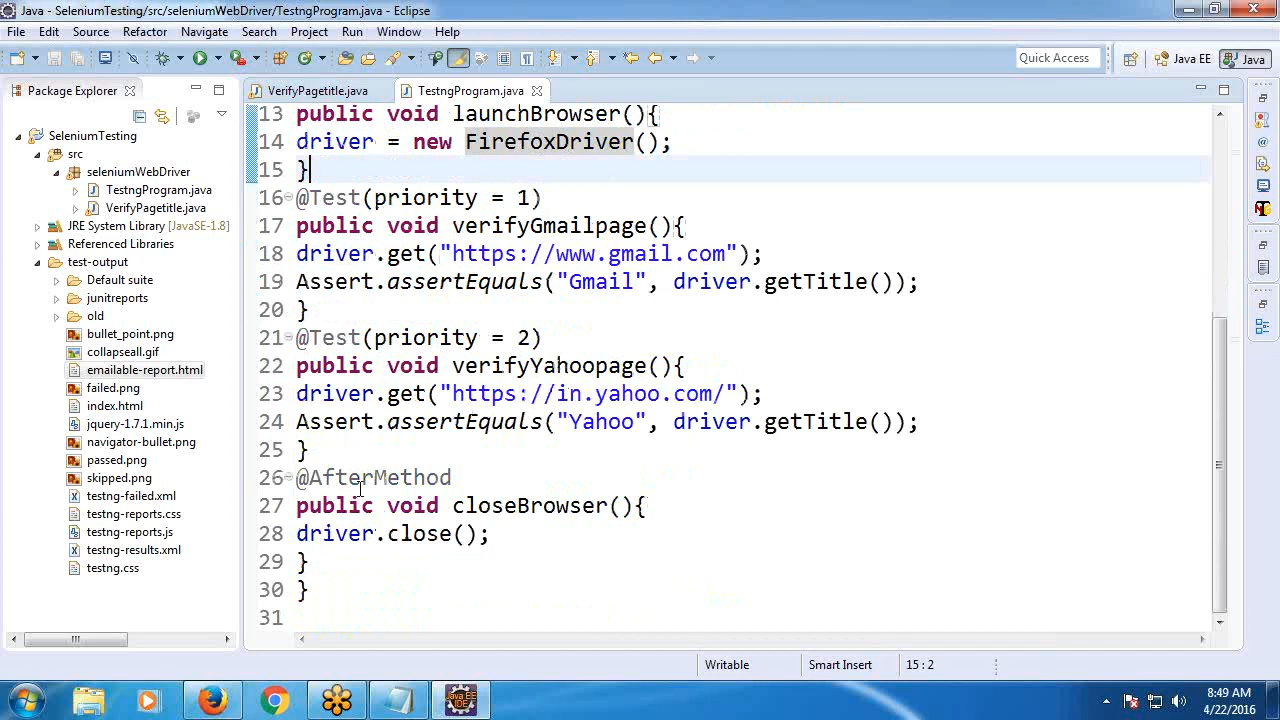 Java - SeleniumTesting/src/seleniumWebDriver/TestngProgram.java - Eclipse
File Edit Source Refactor Navigate Search Project Run Window Help
Quick Access Java EE Java
Package Explorer
VerifyPagetitle.java TestngProgram.java
SeleniumTesting
src
seleniumWebDriver
TestngProgram.java
VerifyPagetitle.java
JRE System Library [JavaSE-1.8]
Referenced Libraries
test-output
Default suite
junitreports
old
bullet_point.png
collapseall.gif
emailable-report.html
failed.png
index.html
jquery-1.7.1.min.js
navigator-bullet.png
passed.png
skipped.png
testng-failed.xml
testng-reports.css
testng-reports.js
testng-results.xml
testng.css
13 public void launchBrowser(){
14 driver = new FirefoxDriver();
15 }
16 @Test(priority = 1)
17 public void verifyGmailpage(){
18 driver.get("https://www.gmail.com");
19 Assert.assertEquals("Gmail", driver.getTitle());
20 }
21 @Test(priority = 2)
22 public void verifyYahoopage(){
23 driver.get("https://in.yahoo.com/");
24 Assert.assertEquals("Yahoo", driver.getTitle());
25 }
26 @AfterMethod
27 public void closeBrowser(){
28 driver.close();
29 }
30 }
31
Writable Smart Insert 15 : 2
Java EE
IDE
8:49 AM
4/22/2016